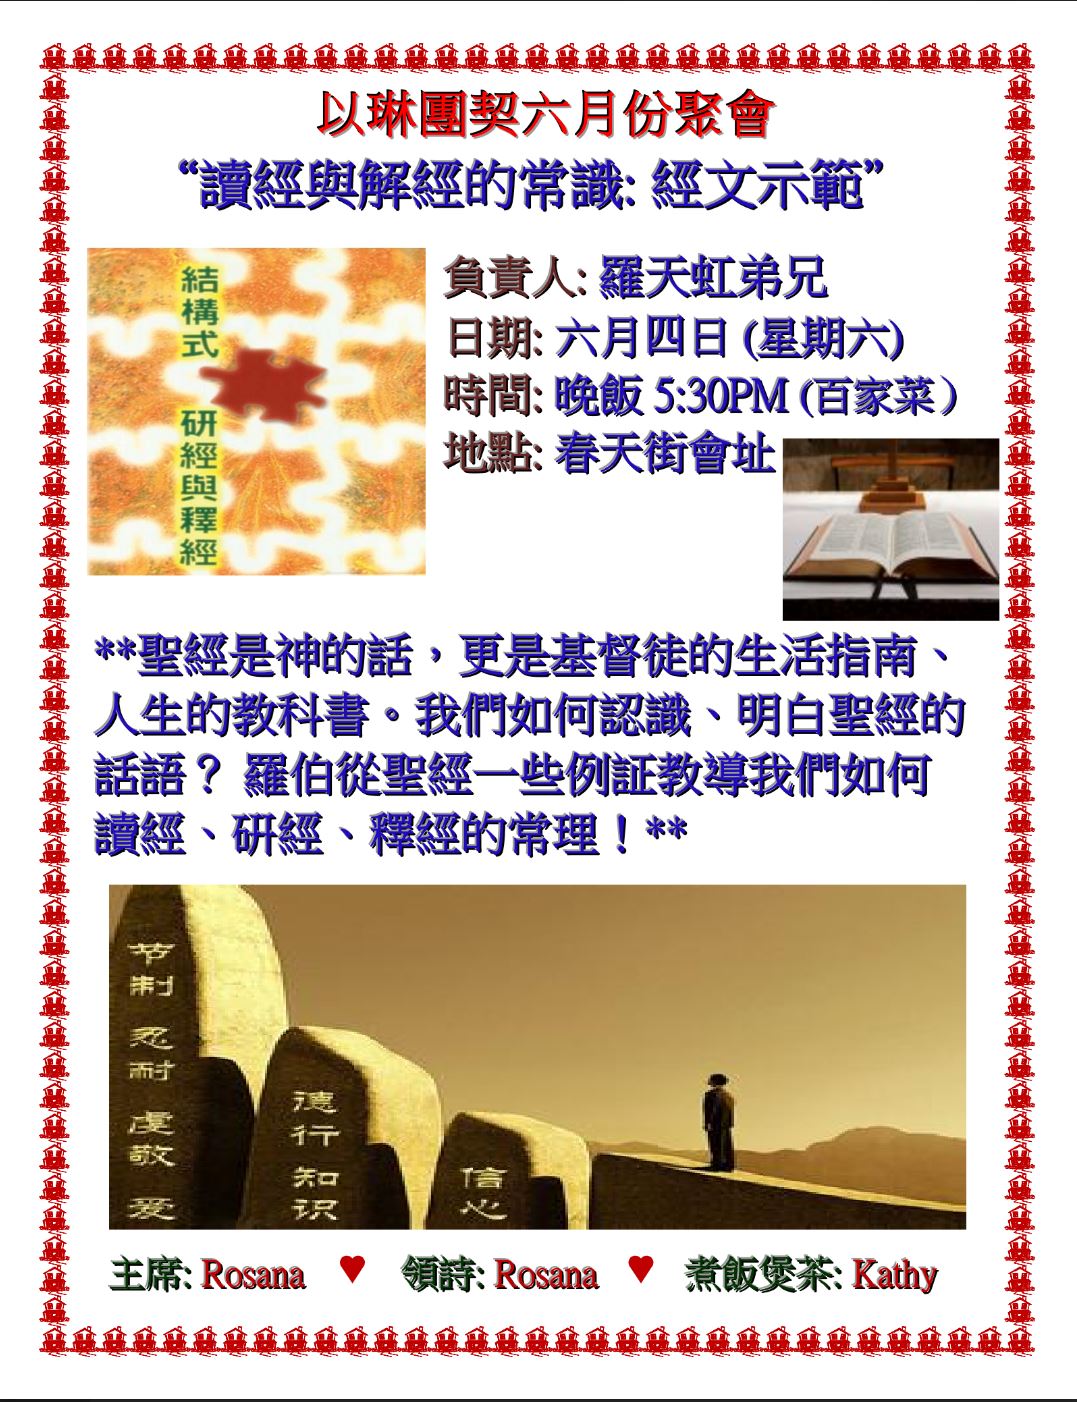 以琳團契六月份聚會
“讀經與解經的常識: 經文示範”
結構式 研經與釋經
負責人: 羅天虹弟兄
日期: 六月四日 (星期六)
時間: 晚飯 5:30PM (百家菜）
地點: 春天街會址
**聖經是神的話，更是基督徒的生活指南、
人生的教科書。我們如何認識、明白聖經的
話語？ 羅伯從聖經一些例証教導我們如何
讀經、研經、釋經的常理！**
节制 忍耐 虔敬 爱
德行 知识
信心
主席: Rosana ♥ 領詩: Rosana ♥ 煮飯煲茶: Kathy